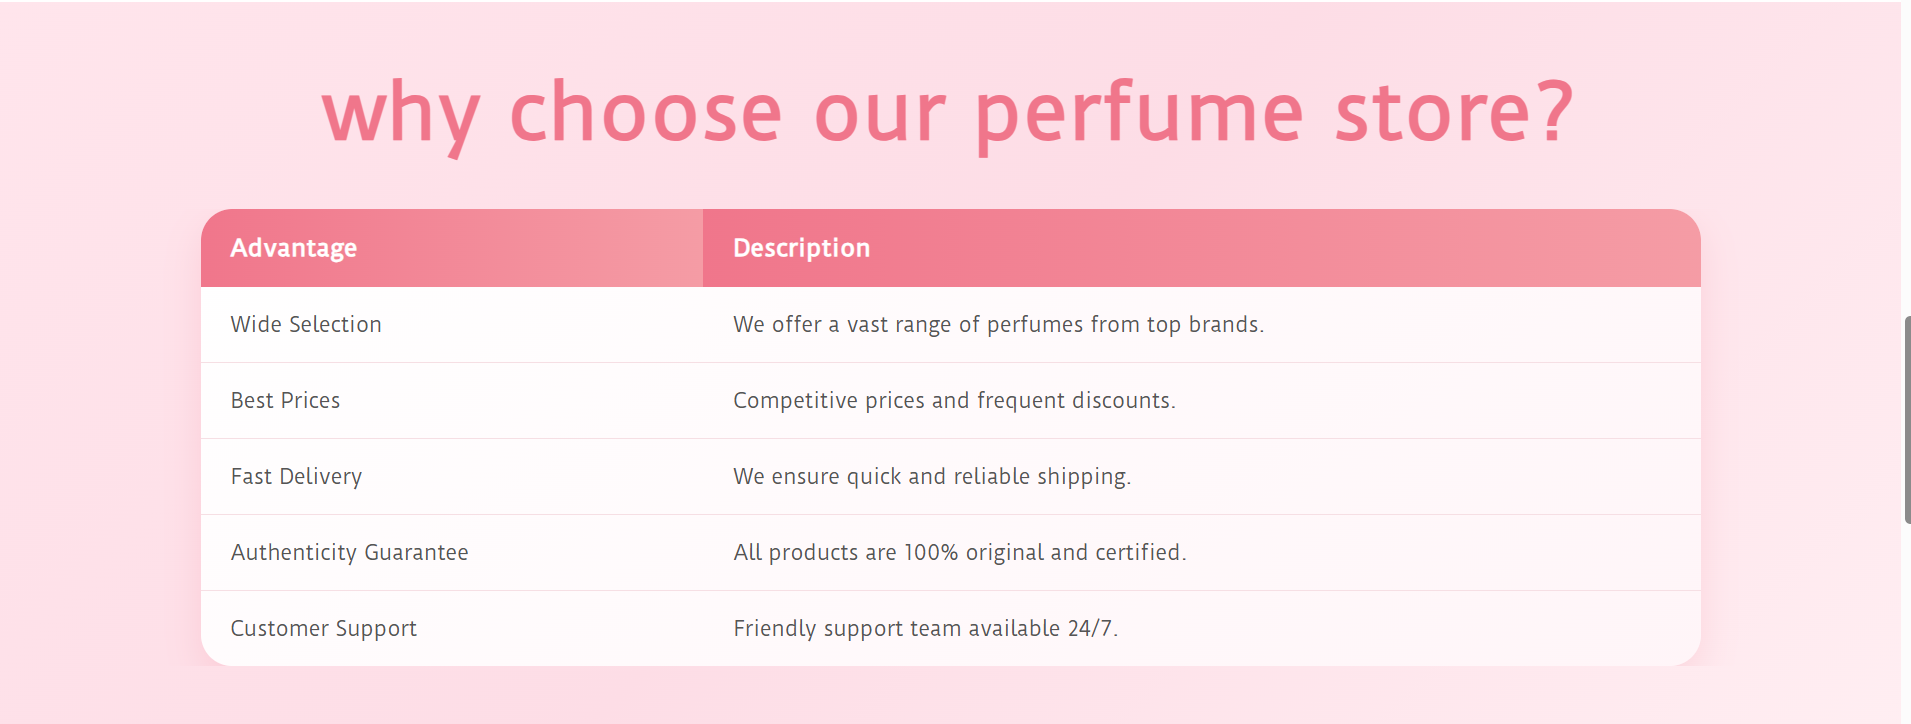 why choose our perfume store?
Advantage Description
Wide Selection We offer a vast range of perfumes from top brands.
Best Prices Competitive prices and frequent discounts.
Fast Delivery We ensure quick and reliable shipping.
Authenticity Guarantee All products are 100% original and certified.
Customer Support Friendly support team available 24/7.